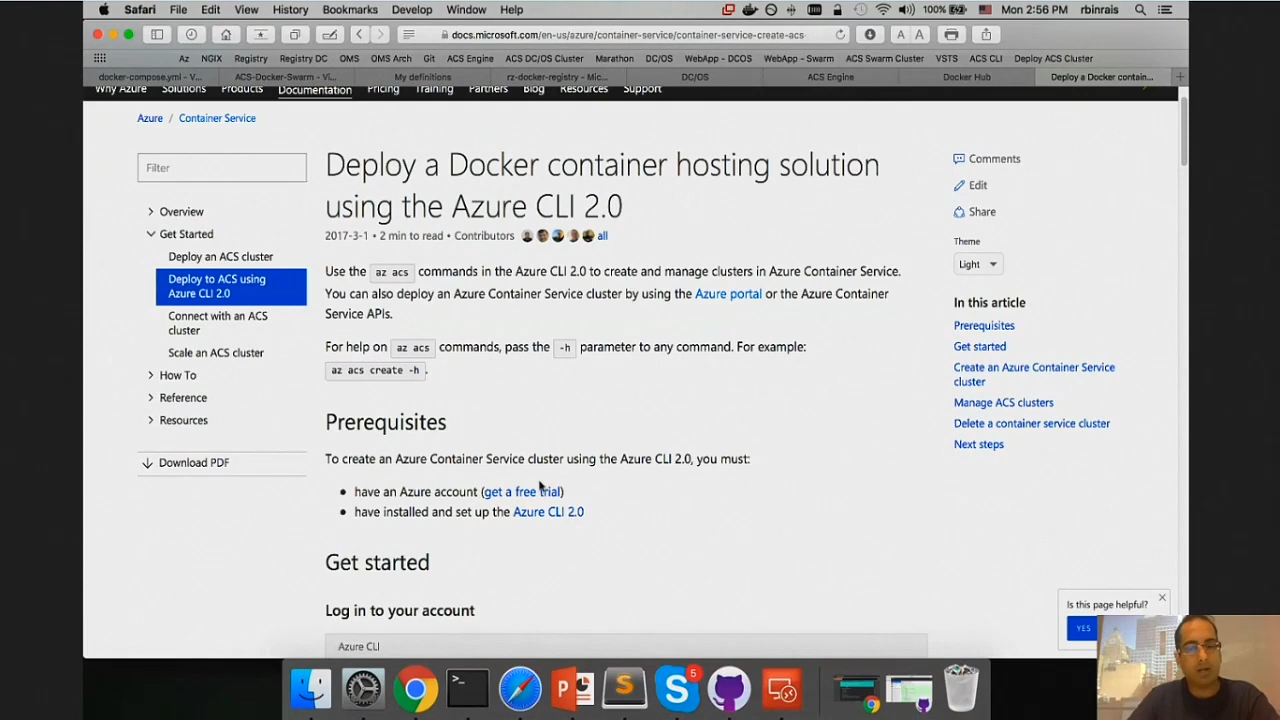 Safari File Edit View History Bookmarks Develop Window Help 100% Mon 2:56 PM rbinrais
docs.microsoft.com/en-us/azure/container-service/container-service-create-acs-
A A
Az NGIX Registry Registry DC OMS OMS Arch Git ACS Engine ACS DC/OS Cluster Marathon DC/OS WebApp - DCOS WebApp - Swarm ACS Swarm Cluster VSTS ACS CLI Deploy ACS Cluster
docker-compose.yml - V... ACS-Docker-Swarm - Vi... My definitions rz-docker-registry - Mic... DC/OS ACS Engine Docker Hub Deploy a Docker contain...
Why Azure Solutions Products Documentation Pricing Training Partners Blog Resources Support
Azure / Container Service
Filter
Overview
Get Started
Deploy an ACS cluster
Deploy to ACS using
Azure CLI 2.0
Connect with an ACS
cluster
Scale an ACS cluster
How To
Reference
Resources
Download PDF
Deploy a Docker container hosting solution
using the Azure CLI 2.0
2017-3-1 • 2 min to read • Contributors all
Use the az acs commands in the Azure CLI 2.0 to create and manage clusters in Azure Container Service.
You can also deploy an Azure Container Service cluster by using the Azure portal or the Azure Container
Service APIs.
For help on az acs commands, pass the -h parameter to any command. For example:
az acs create -h .
Prerequisites
To create an Azure Container Service cluster using the Azure CLI 2.0, you must:
• have an Azure account (get a free trial)
• have installed and set up the Azure CLI 2.0
Get started
Log in to your account
Azure CLI
Comments
Edit
Share
Theme
Light
In this article
Prerequisites
Get started
Create an Azure Container Service
cluster
Manage ACS clusters
Delete a container service cluster
Next steps
Is this page helpful?
YES
5